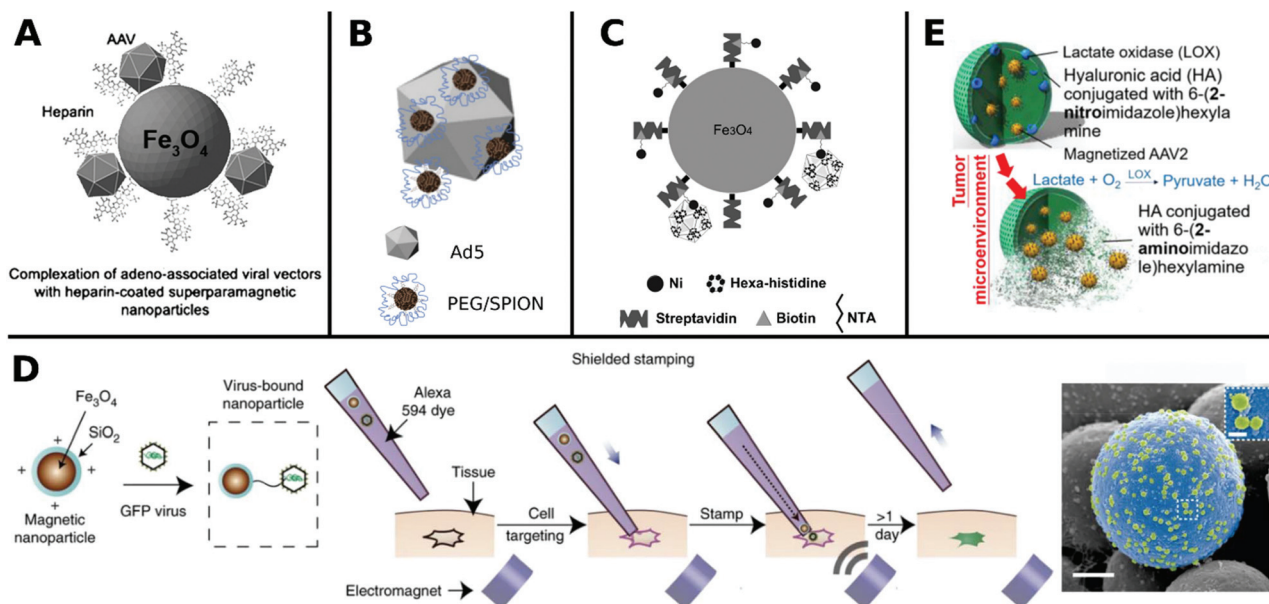 A
AAV
Heparin
Fe3O4
Complexation of adeno-associated viral vectors
with heparin-coated superparamagnetic
nanoparticles
B
Ad5
PEG/SPION
C
Fe3O4
Ni
Hexa-histidine
Streptavidin
Biotin
NTA
E
Lactate oxidase (LOX)
Hyaluronic acid (HA)
conjugated with 6-(2-
nitroimidazole)hexyla
mine
Magnetized AAV2
Tumor
microenvironment
Lactate + O2 LOX Pyruvate + H2O
HA conjugated
with 6-(2-
aminoimidazo
le)hexylamine
D
Fe3O4
SiO2
+
+
+
+
Magnetic
nanoparticle
GFP virus
Virus-bound
nanoparticle
Shielded stamping
Alexa
594 dye
Tissue
Cell
targeting
Stamp
>1
day
Electromagnet